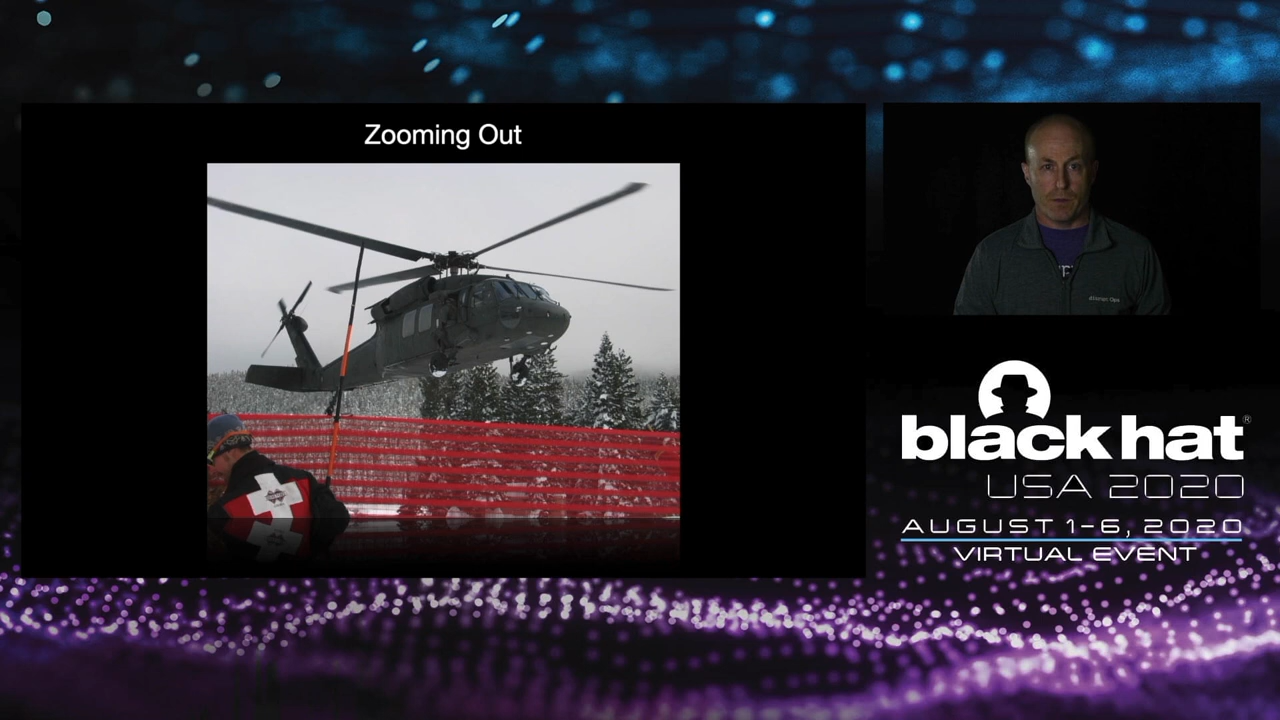 Zooming Out
black hat®
USA 2020
AUGUST 1-6, 2020
VIRTUAL EVENT